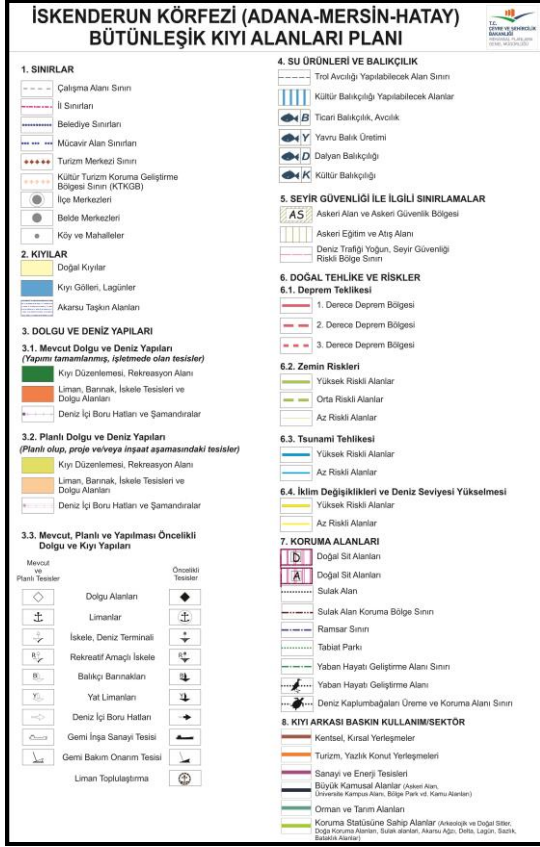 İSKENDERUN KÖRFEZİ (ADANA-MERSİN-HATAY)
BÜTÜNLEŞİK KIYI ALANLARI PLANI
T.C.
ÇEVRE VE ŞEHİRCİLİK
BAKANLIĞI
MEKANSAL PLANLAMA
GENEL MÜDÜRLÜĞÜ
1. SINIRLAR
Çalışma Alanı Sınırı
İl Sınırları
Belediye Sınırları
Mücavir Alan Sınırları
Turizm Merkezi Sınırı
Kültür Turizm Koruma Geliştirme
Bölgesi Sınırı (KTKGB)
İlçe Merkezleri
Belde Merkezleri
Köy ve Mahalleler
2. KIYILAR
Doğal Kıyılar
Kıyı Gölleri, Lagünler
Akarsu Taşkın Alanları
3. DOLGU VE DENİZ YAPILARI
3.1. Mevcut Dolgu ve Deniz Yapıları
(Yapımı tamamlanmış, işletmede olan tesisler)
Kıyı Düzenlemesi, Rekreasyon Alanı
Liman, Barınak, İskele Tesisleri ve
Dolgu Alanları
Deniz İçi Boru Hatları ve Şamandıralar
3.2. Planlı Dolgu ve Deniz Yapıları
(Planlı olup, proje ve/veya inşaat aşamasındaki tesisler)
Kıyı Düzenlemesi, Rekreasyon Alanı
Liman, Barınak, İskele Tesisleri ve
Dolgu Alanları
Deniz İçi Boru Hatları ve Şamandıralar
3.3. Mevcut, Planlı ve Yapılması Öncelikli
Dolgu ve Kıyı Yapıları
Mevcut
ve
Planlı Tesisler
Öncelikli
Tesisler
Dolgu Alanları
Limanlar
İskele, Deniz Terminali
R Rekreatif Amaçlı İskele R
B Balıkçı Barınakları B
Y Yat Limanları Y
Deniz İçi Boru Hatları
Gemi İnşa Sanayi Tesisi
Gemi Bakım Onarım Tesisi
Liman Toplulaştırma
4. SU ÜRÜNLERİ VE BALIKÇILIK
Trol Avcılığı Yapılabilecek Alan Sınırı
Kültür Balıkçılığı Yapılabilecek Alanlar
B Ticari Balıkçılık, Avcılık
Y Yavru Balık Üretimi
D Dalyan Balıkçılığı
K Kültür Balıkçılığı
5. SEYİR GÜVENLİĞİ İLE İLGİLİ SINIRLAMALAR
AS Askeri Alan ve Askeri Güvenlik Bölgesi
Askeri Eğitim ve Atış Alanı
Deniz Trafiği Yoğun, Seyir Güvenliği
Riskli Bölge Sınırı
6. DOĞAL TEHLİKE VE RİSKLER
6.1. Deprem Teklikesi
1. Derece Deprem Bölgesi
2. Derece Deprem Bölgesi
3. Derece Deprem Bölgesi
6.2. Zemin Riskleri
Yüksek Riskli Alanlar
Orta Riskli Alanlar
Az Riskli Alanlar
6.3. Tsunami Tehlikesi
Yüksek Riskli Alanlar
Az Riskli Alanlar
6.4. İklim Değişiklikleri ve Deniz Seviyesi Yükselmesi
Yüksek Riskli Alanlar
Az Riskli Alanlar
7. KORUMA ALANLARI
D Doğal Sit Alanları
A Doğal Sit Alanları
Sulak Alan
Sulak Alan Koruma Bölge Sınırı
Ramsar Sınırı
Tabiat Parkı
Yaban Hayatı Geliştirme Alanı Sınırı
Yaban Hayatı Geliştirme Alanı
Deniz Kaplumbağaları Üreme ve Koruma Alanı Sınırı
8. KIYI ARKASI BASKIN KULLANIM/SEKTÖR
Kentsel, Kırsal Yerleşmeler
Turizm, Yazlık Konut Yerleşmeleri
Sanayi ve Enerji Tesisleri
Büyük Kamusal Alanlar (Askeri Alan,
Üniversite Kampus Alanı, Bölge Park vd. Kamu Alanları)
Orman ve Tarım Alanları
Koruma Statüsüne Sahip Alanlar (Arkeolojik ve Doğal Sitler,
Doğa Koruma Alanları, Sulak alanları, Akarsu Ağzı, Delta, Lagün, Sazlık,
Bataklık Alanlar)